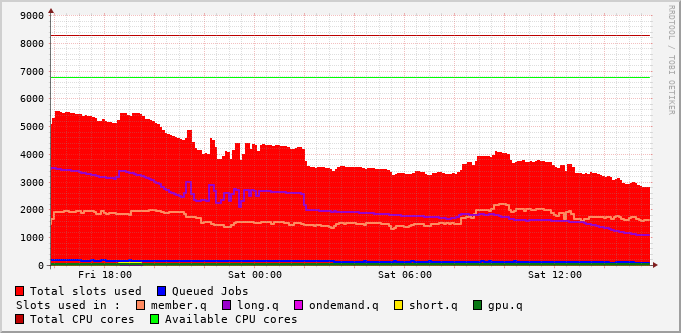 RRDTOOL / TOBI OETIKER
9000
8000
7000
6000
5000
4000
3000
2000
1000
0
Fri 18:00 Sat 00:00 Sat 06:00 Sat 12:00
Total slots used Queued Jobs
Slots used in : member.q long.q ondemand.q short.q gpu.q
Total CPU cores Available CPU cores